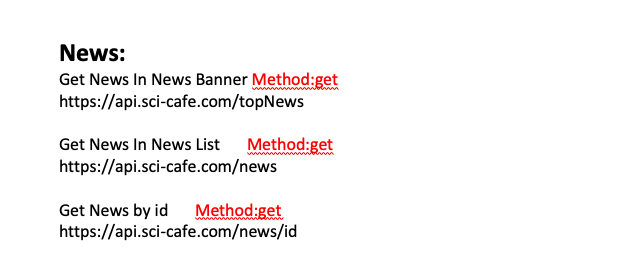 News:
Get News In News Banner Method:get
https://api.sci-cafe.com/topNews
Get News In News List Method:get
https://api.sci-cafe.com/news
Get News by id Method:get
https://api.sci-cafe.com/news/id